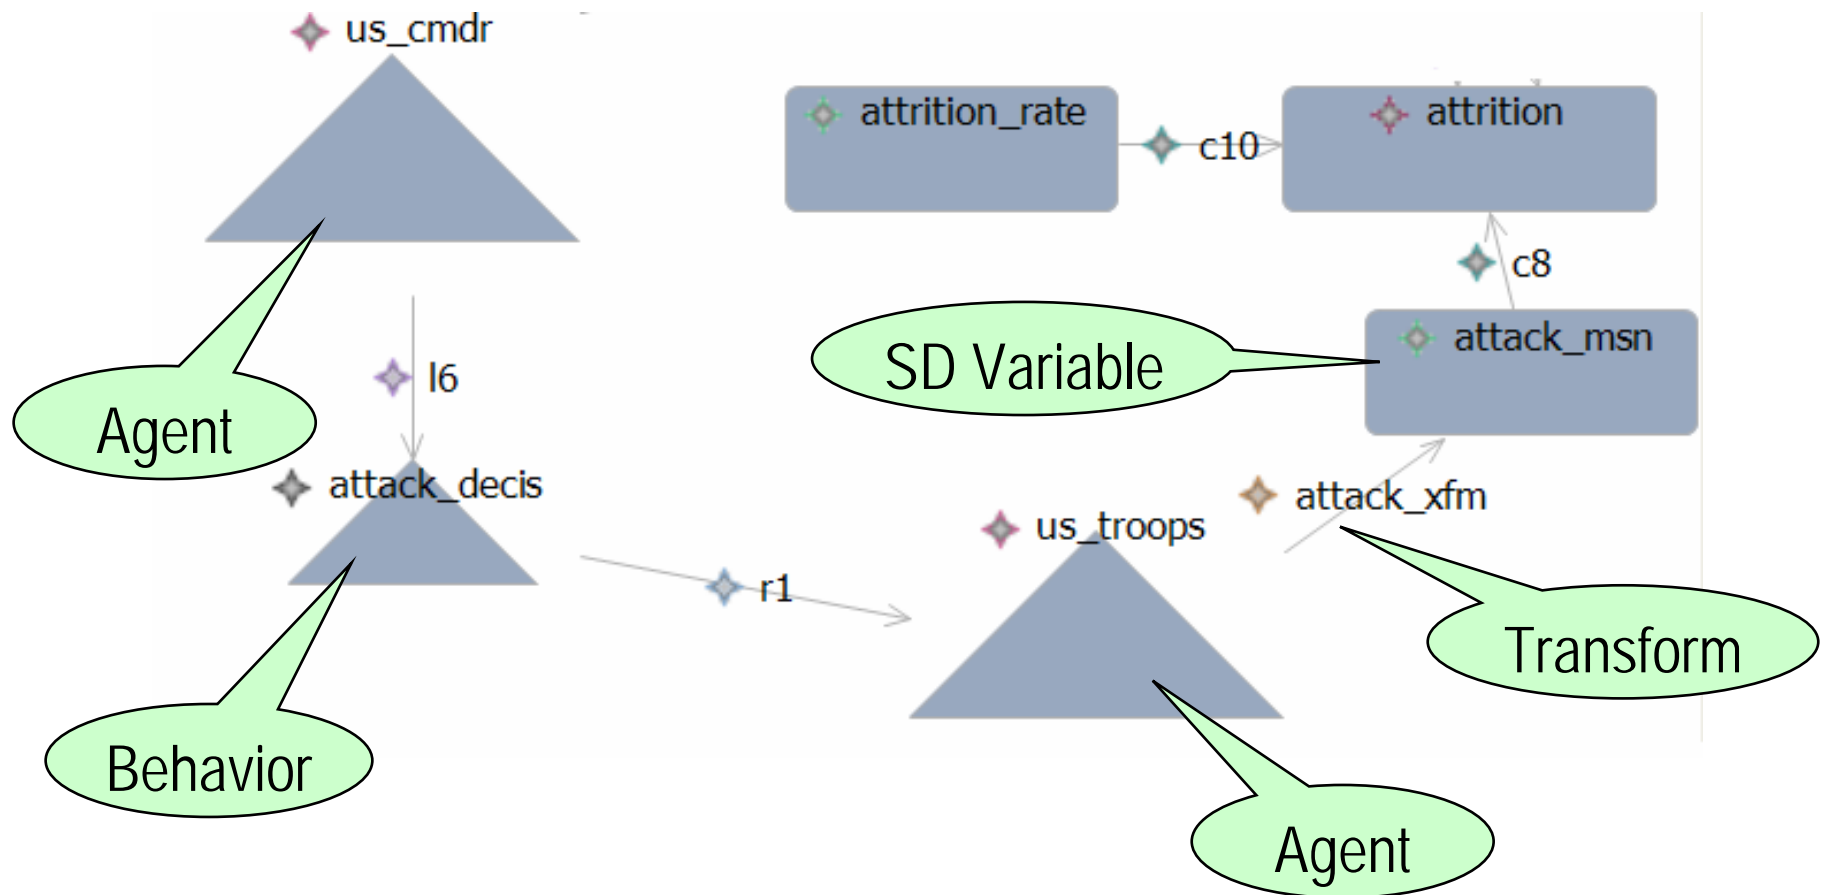 us_cmdr
attrition_rate
attrition
c10
c8
SD Variable
attack_msn
l6
Agent
attack_decis
attack_xfm
us_troops
r1
Transform
Behavior
Agent